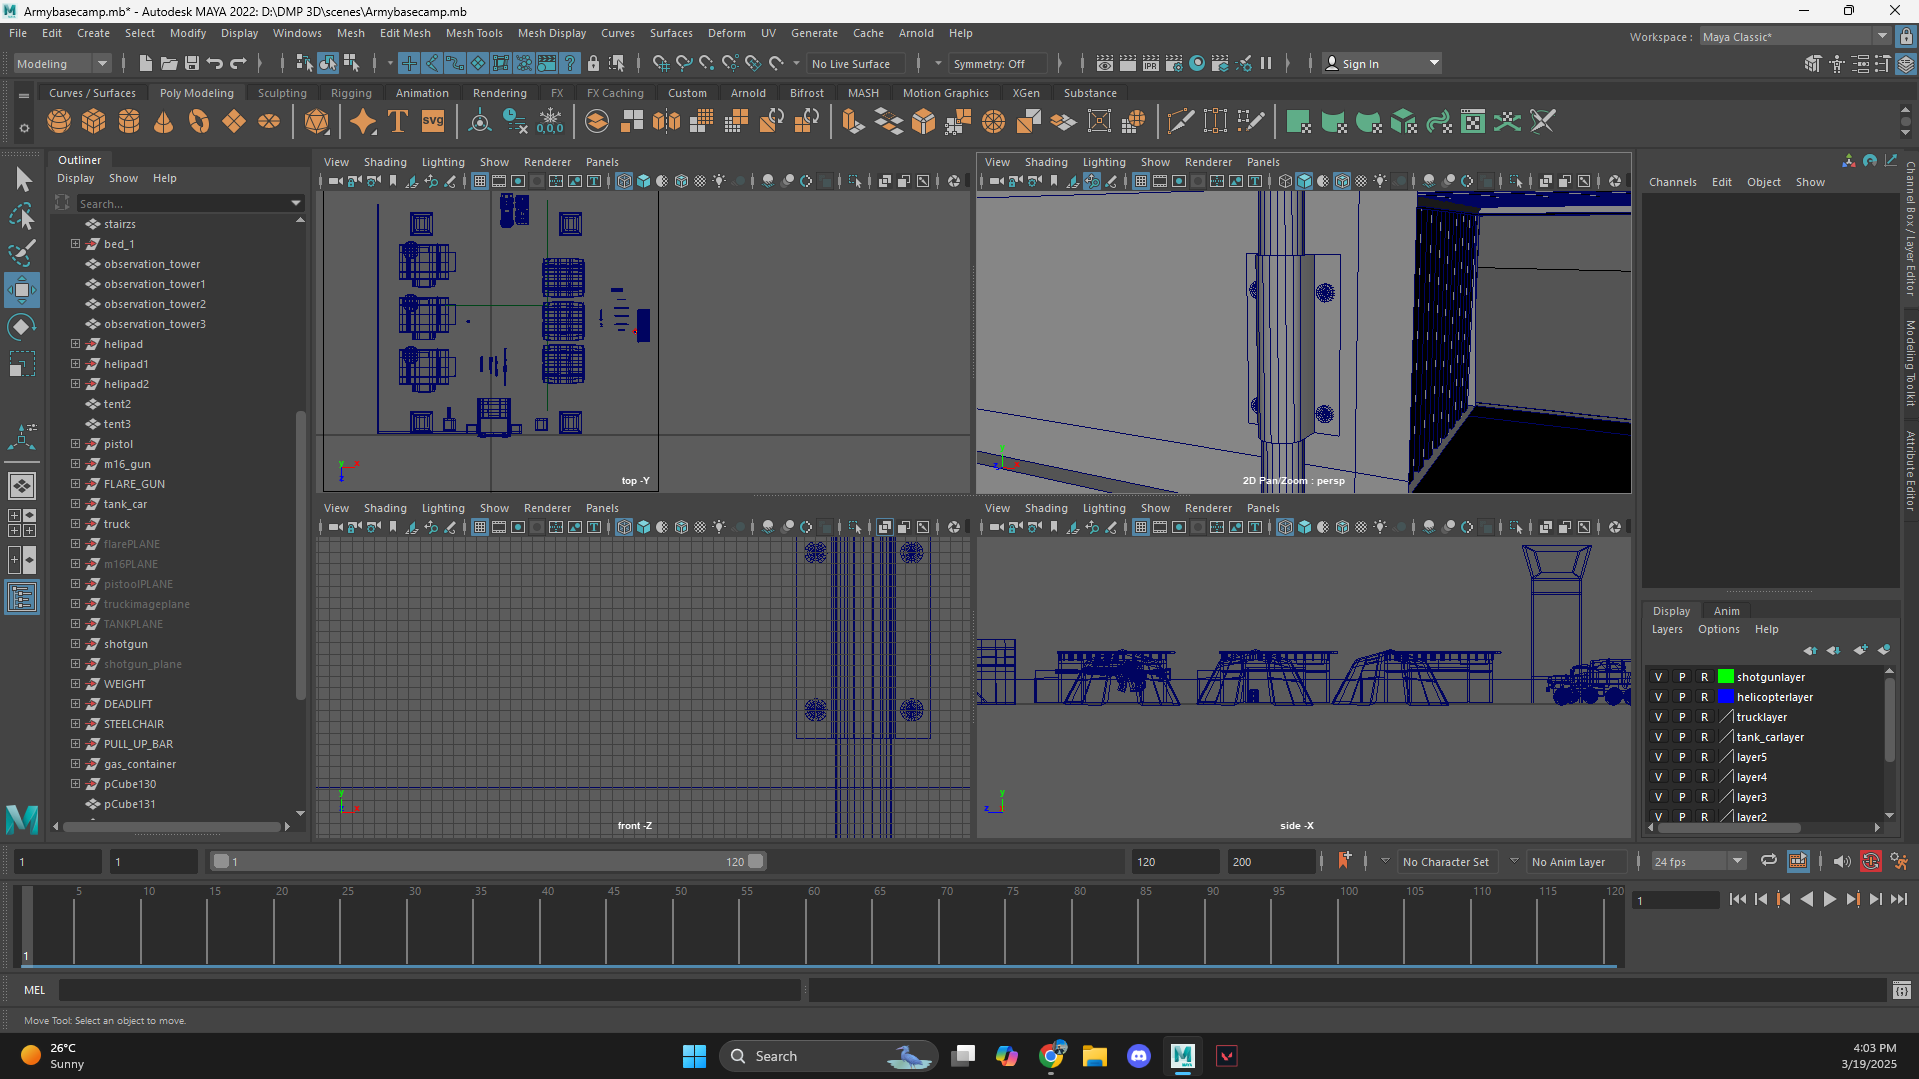 Armybasecamp.mb* - Autodesk MAYA 2022: D:\DMP 3D\scenes\Armybasecamp.mb
File Edit Create Select Modify Display Windows Mesh Edit Mesh Mesh Tools Mesh Display Curves Surfaces Deform UV Generate Cache Arnold Help
Workspace : Maya Classic*
Modeling No Live Surface Symmetry: Off Sign In
Curves / Surfaces Poly Modeling Sculpting Rigging Animation Rendering FX FX Caching Custom Arnold Bifrost MASH Motion Graphics XGen Substance
Outliner
Display Show Help
Search...
stairzs
bed_1
observation_tower
observation_tower1
observation_tower2
observation_tower3
helipad
helipad1
helipad2
tent2
tent3
pistol
m16_gun
FLARE_GUN
tank_car
truck
flarePLANE
m16PLANE
pistoolPLANE
truckimageplane
TANKPLANE
shotgun
shotgun_plane
WEIGHT
DEADLIFT
STEELCHAIR
PULL_UP_BAR
gas_container
pCube130
pCube131
View Shading Lighting Show Renderer Panels
top -Y
View Shading Lighting Show Renderer Panels
2D Pan/Zoom : persp
View Shading Lighting Show Renderer Panels
front -Z
View Shading Lighting Show Renderer Panels
side -X
Channels Edit Object Show
Channel Box / Layer Editor
Modeling Toolkit
Attribute Editor
Display Anim
Layers Options Help
V P R shotgunlayer
V P R helicopterlayer
V P R trucklayer
V P R tank_carlayer
V P R layer5
V P R layer4
V P R layer3
V P R layer2
1 1 1 120 120 200 No Character Set No Anim Layer 24 fps
5 10 15 20 25 30 35 40 45 50 55 60 65 70 75 80 85 90 95 100 105 110 115 120
1
1
MEL
Move Tool: Select an object to move.
26°C
Sunny
Search
4:03 PM
3/19/2025